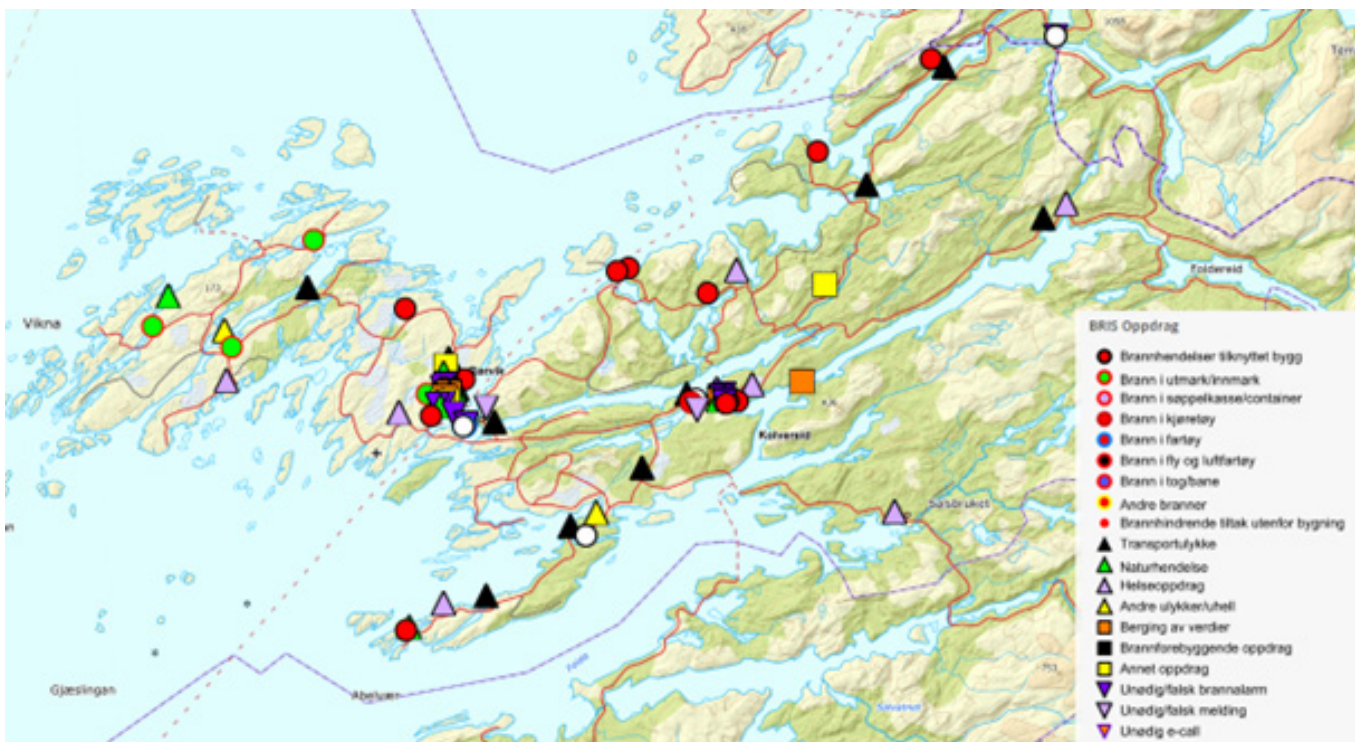 Vikna
Kolvereid
Foldereid
Salsbruket
Gjæslingan
Abelvær
BRIS Oppdrag
Brannhendelser tilknyttet bygg
Brann i utmark/innmark
Brann i søppelkasse/container
Brann i kjøretøy
Brann i fartøy
Brann i fly og luftfartøy
Brann i tog/bane
Andre branner
Brannhindrende tiltak utenfor bygning
Transportulykke
Naturhendelse
Helseoppdrag
Andre ulykker/uhell
Berging av verdier
Brannforebyggende oppdrag
Annet oppdrag
Unødig/falsk brannalarm
Unødig/falsk melding
Unødig e-call